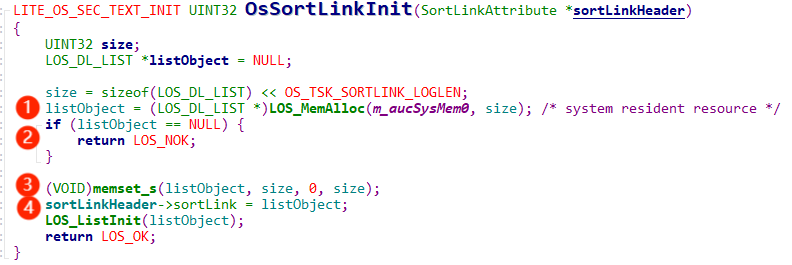 LITE_OS_SEC_TEXT_INIT UINT32 OsSortLinkInit(SortLinkAttribute *sortLinkHeader)
{
    UINT32 size;
    LOS_DL_LIST *listObject = NULL;

    size = sizeof(LOS_DL_LIST) << OS_TSK_SORTLINK_LOGLEN;
1   listObject = (LOS_DL_LIST *)LOS_MemAlloc(m_aucSysMem0, size); /* system resident resource */
2   if (listObject == NULL) {
        return LOS_NOK;
    }

3   (VOID)memset_s(listObject, size, 0, size);
4   sortLinkHeader->sortLink = listObject;
    LOS_ListInit(listObject);
    return LOS_OK;
}